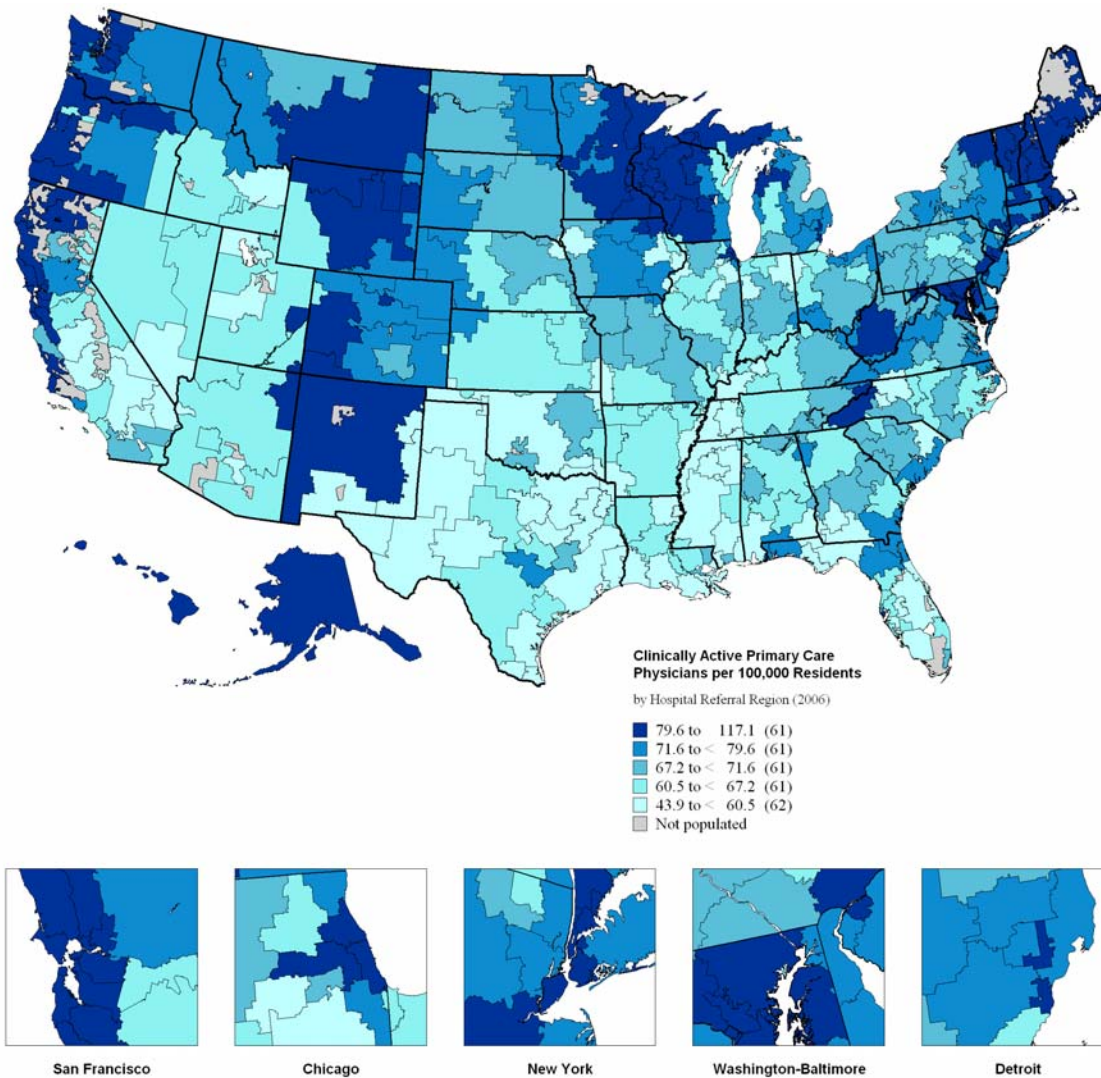 Clinically Active Primary Care
Physicians per 100,000 Residents
by Hospital Referral Region (2006)
79.6 to 117.1 (61)
71.6 to < 79.6 (61)
67.2 to < 71.6 (61)
60.5 to < 67.2 (61)
43.9 to < 60.5 (62)
Not populated
San Francisco
Chicago
New York
Washington-Baltimore
Detroit